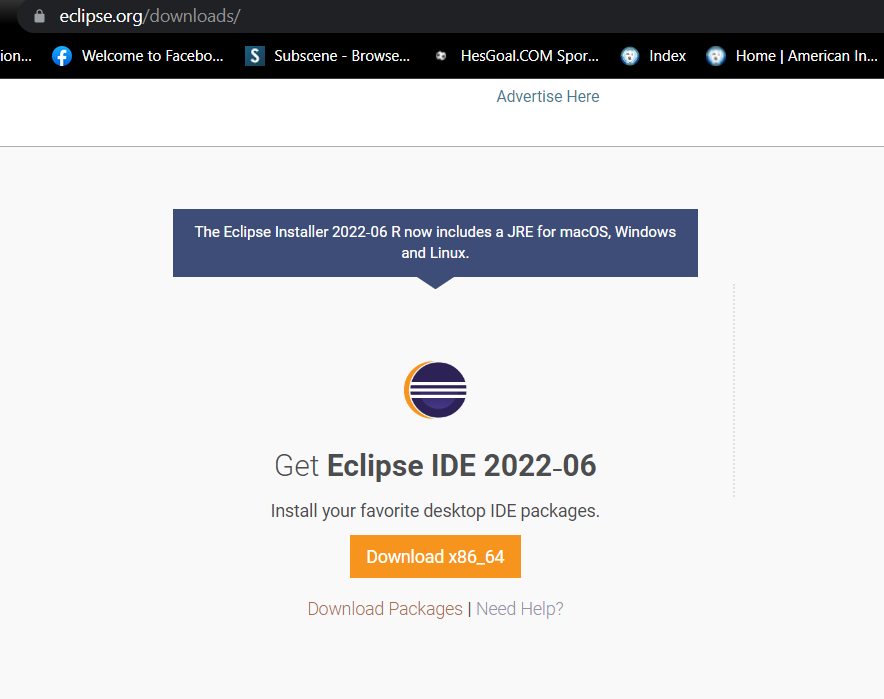 eclipse.org/downloads/
ion... Welcome to Facebo... S Subscene - Browse... HesGoal.COM Spor... Index Home | American In...
Advertise Here
The Eclipse Installer 2022-06 R now includes a JRE for macOS, Windows
and Linux.
Get Eclipse IDE 2022-06
Install your favorite desktop IDE packages.
Download x86_64
Download Packages | Need Help?